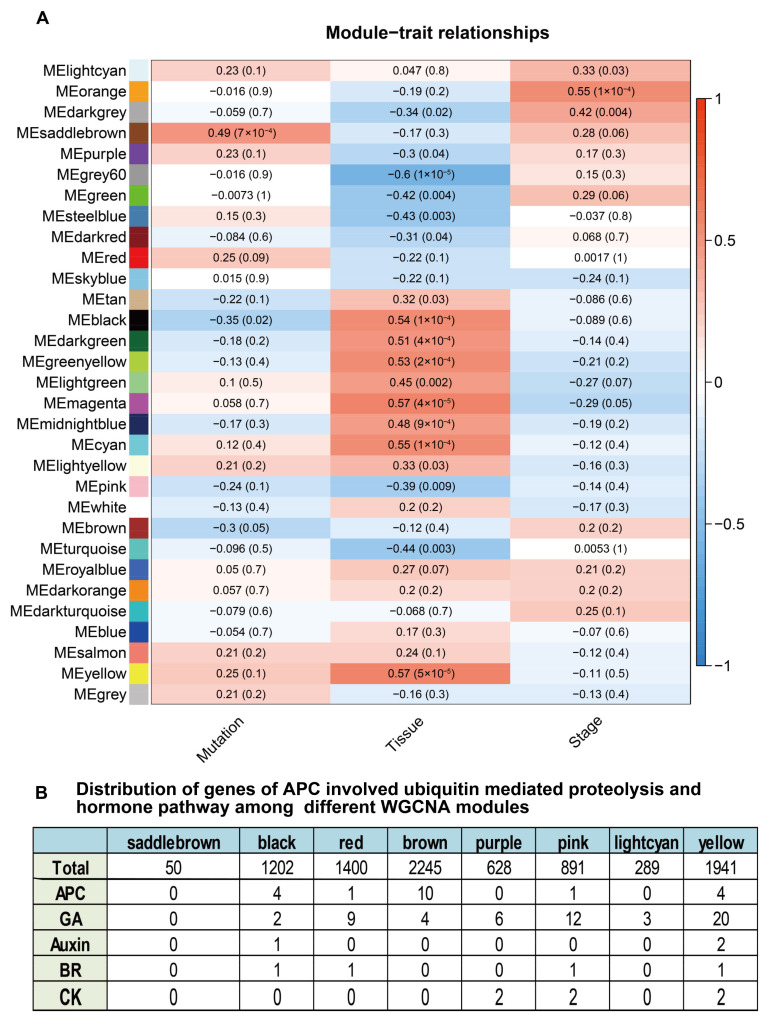 A
Module−trait relationships
MElightcyan 0.23 (0.1) 0.047 (0.8) 0.33 (0.03)
MEorange −0.016 (0.9) −0.19 (0.2) 0.55 (1×10⁻⁴)
MEdarkgrey −0.059 (0.7) −0.34 (0.02) 0.42 (0.004)
MEsaddlebrown 0.49 (7×10⁻⁴) −0.17 (0.3) 0.28 (0.06)
MEpurple 0.23 (0.1) −0.3 (0.04) 0.17 (0.3)
MEgrey60 −0.016 (0.9) −0.6 (1×10⁻⁵) 0.15 (0.3)
MEgreen −0.0073 (1) −0.42 (0.004) 0.29 (0.06)
MEsteelblue 0.15 (0.3) −0.43 (0.003) −0.037 (0.8)
MEdarkred −0.084 (0.6) −0.31 (0.04) 0.068 (0.7)
MEred 0.25 (0.09) −0.22 (0.1) 0.0017 (1)
MEskyblue 0.015 (0.9) −0.22 (0.1) −0.24 (0.1)
MEtan −0.22 (0.1) 0.32 (0.03) −0.086 (0.6)
MEblack −0.35 (0.02) 0.54 (1×10⁻⁴) −0.089 (0.6)
MEdarkgreen −0.18 (0.2) 0.51 (4×10⁻⁴) −0.14 (0.4)
MEgreenyellow −0.13 (0.4) 0.53 (2×10⁻⁴) −0.21 (0.2)
MElightgreen 0.1 (0.5) 0.45 (0.002) −0.27 (0.07)
MEmagenta 0.058 (0.7) 0.57 (4×10⁻⁵) −0.29 (0.05)
MEmidnightblue −0.17 (0.3) 0.48 (9×10⁻⁴) −0.19 (0.2)
MEcyan 0.12 (0.4) 0.55 (1×10⁻⁴) −0.12 (0.4)
MElightyellow 0.21 (0.2) 0.33 (0.03) −0.16 (0.3)
MEpink −0.24 (0.1) −0.39 (0.009) −0.14 (0.4)
MEwhite −0.13 (0.4) 0.2 (0.2) −0.17 (0.3)
MEbrown −0.3 (0.05) −0.12 (0.4) 0.2 (0.2)
MEturquoise −0.096 (0.5) −0.44 (0.003) 0.0053 (1)
MEroyalblue 0.05 (0.7) 0.27 (0.07) 0.21 (0.2)
MEdarkorange 0.057 (0.7) 0.2 (0.2) 0.2 (0.2)
MEdarkturquoise −0.079 (0.6) −0.068 (0.7) 0.25 (0.1)
MEblue −0.054 (0.7) 0.17 (0.3) −0.07 (0.6)
MEsalmon 0.21 (0.2) 0.24 (0.1) −0.12 (0.4)
MEyellow 0.25 (0.1) 0.57 (5×10⁻⁵) −0.11 (0.5)
MEgrey 0.21 (0.2) −0.16 (0.3) −0.13 (0.4)
Mutation Tissue Stage
1
0.5
0
−0.5
−1
B Distribution of genes of APC involved ubiquitin mediated proteolysis and
hormone pathway among different WGCNA modules
saddlebrown black red brown purple pink lightcyan yellow
Total 50 1202 1400 2245 628 891 289 1941
APC 0 4 1 10 0 1 0 4
GA 0 2 9 4 6 12 3 20
Auxin 0 1 0 0 0 0 0 2
BR 0 1 1 0 0 1 0 1
CK 0 0 0 0 2 2 0 2